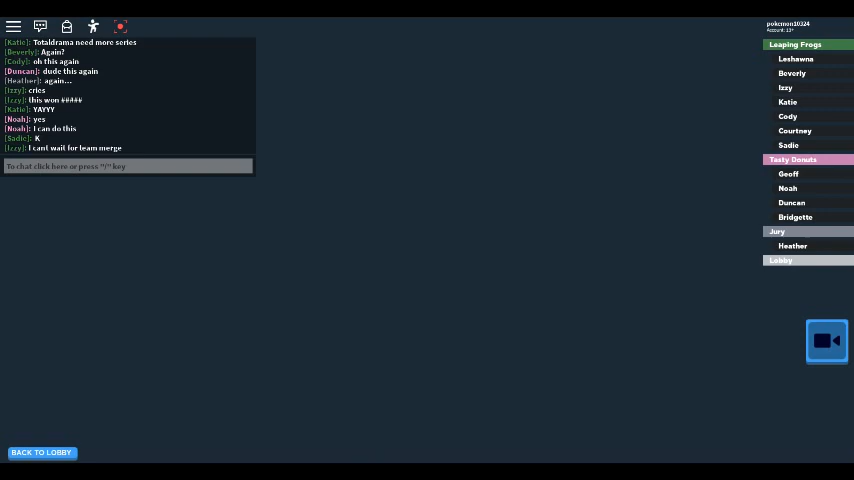 pokemon10324
Account: 13+
[Katie]: Totaldrama need more series
[Beverly]: Again?
[Cody]: oh this again
[Duncan]: dude this again
[Heather]: again...
[Izzy]: cries
[Izzy]: this won #####
[Katie]: YAYYY
[Noah]: yes
[Noah]: I can do this
[Sadie]: K
[Izzy]: I cant wait for team merge
To chat click here or press "/" key
Leaping Frogs
Leshawna
Beverly
Izzy
Katie
Cody
Courtney
Sadie
Tasty Donuts
Geoff
Noah
Duncan
Bridgette
Jury
Heather
Lobby
BACK TO LOBBY